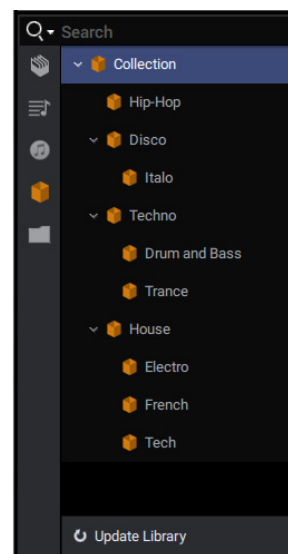 Search
Collection
Hip-Hop
Disco
Italo
Techno
Drum and Bass
Trance
House
Electro
French
Tech
Update Library